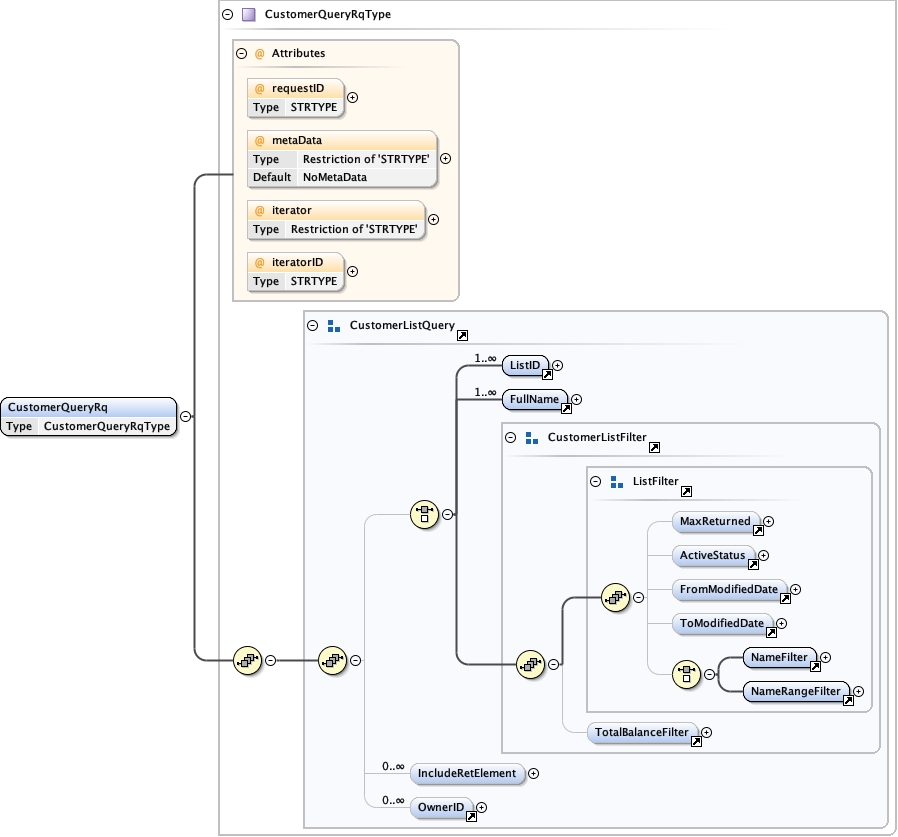 CustomerQueryRqType
@ Attributes
@ requestID
Type STRTYPE
@ metaData
Type Restriction of 'STRTYPE'
Default NoMetaData
@ iterator
Type Restriction of 'STRTYPE'
@ iteratorID
Type STRTYPE
CustomerQueryRq
Type CustomerQueryRqType
CustomerListQuery
1..∞ ListID
1..∞ FullName
CustomerListFilter
ListFilter
MaxReturned
ActiveStatus
FromModifiedDate
ToModifiedDate
NameFilter
NameRangeFilter
TotalBalanceFilter
0..∞ IncludeRetElement
0..∞ OwnerID